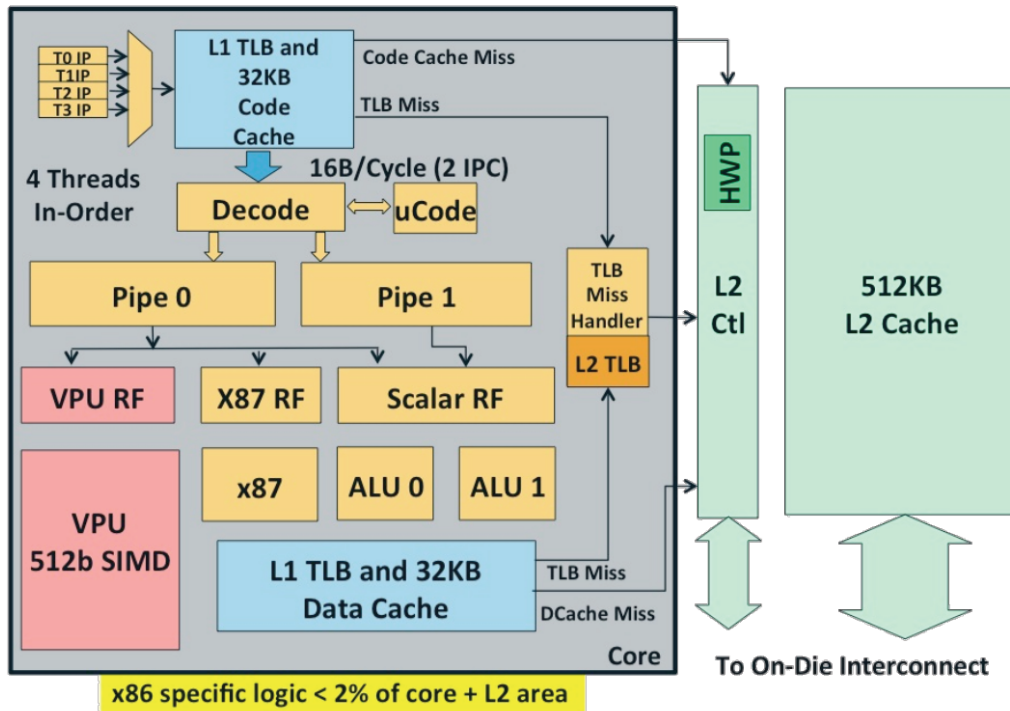 T0 IP
T1IP
T2 IP
T3 IP
L1 TLB and
32KB
Code
Cache
Code Cache Miss
TLB Miss
4 Threads
In-Order
16B/Cycle (2 IPC)
Decode
uCode
HWP
Pipe 0
Pipe 1
TLB
Miss
Handler
L2 TLB
L2
Ctl
512KB
L2 Cache
VPU RF
X87 RF
Scalar RF
VPU
512b SIMD
x87
ALU 0
ALU 1
L1 TLB and 32KB
Data Cache
TLB Miss
DCache Miss
Core
To On-Die Interconnect
x86 specific logic < 2% of core + L2 area